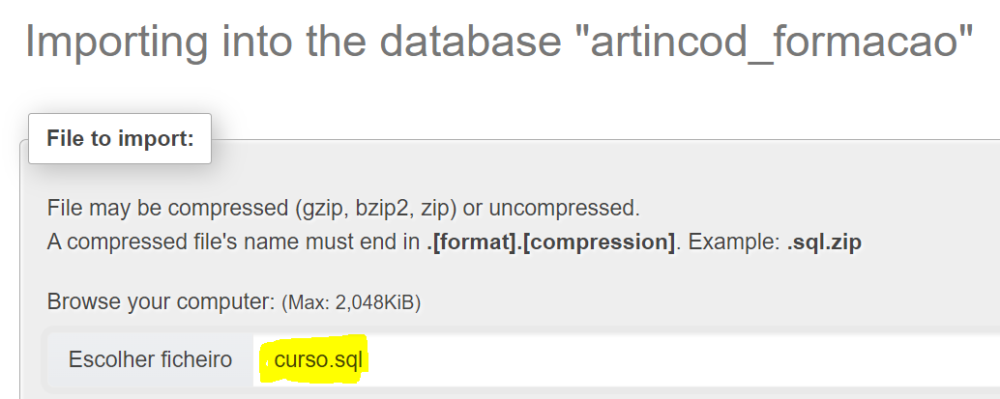 Importing into the database "artincod_formacao"
File to import:
File may be compressed (gzip, bzip2, zip) or uncompressed.
A compressed file's name must end in .[format].[compression]. Example: .sql.zip
Browse your computer: (Max: 2,048KiB)
Escolher ficheiro curso.sql